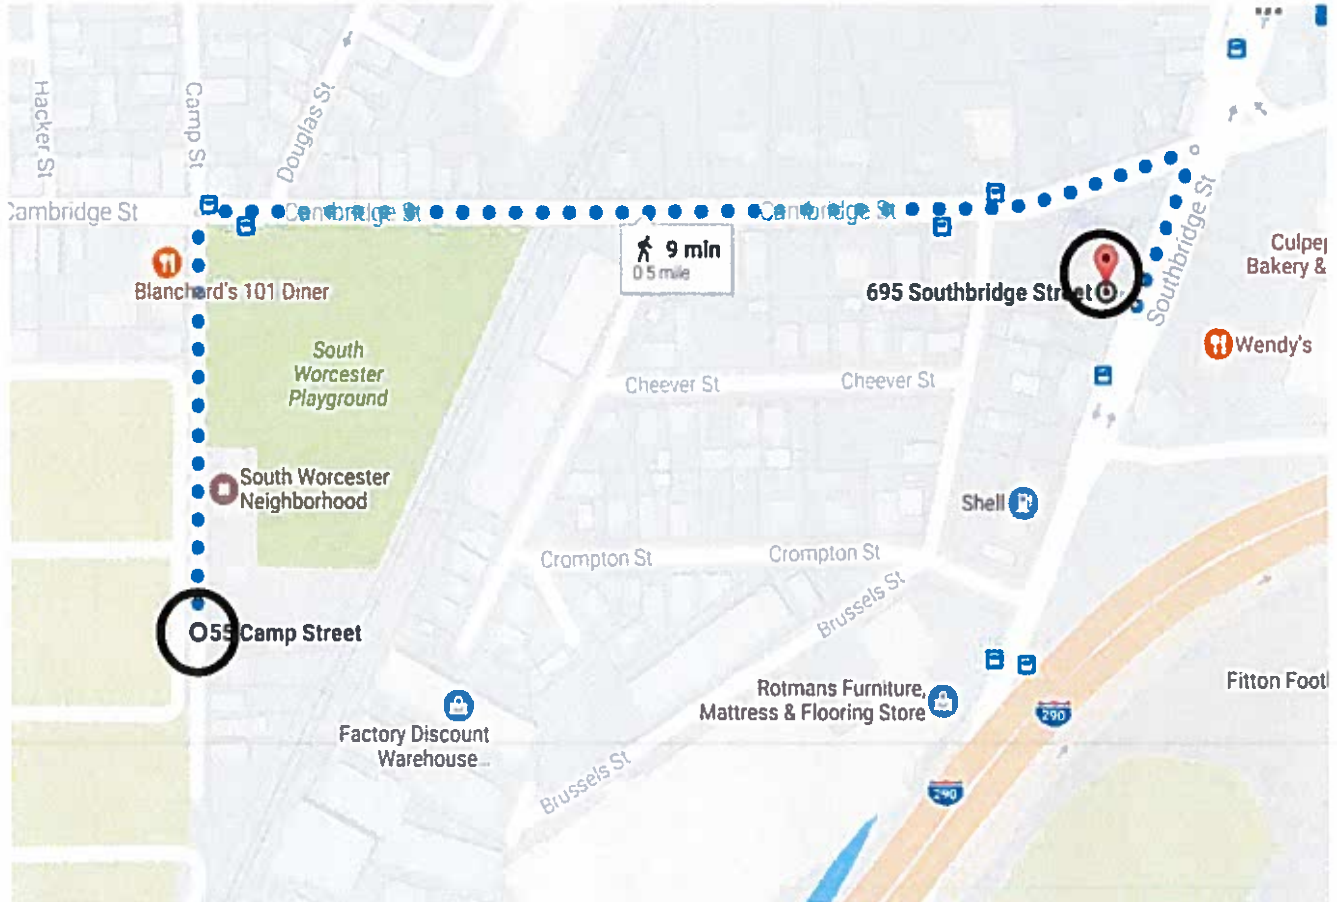 Hacker St
Camp St
Douglas St
Cambridge St
Cambridge St
Cambridge St
9 min
0.5 mile
Blanchard's 101 Diner
South
Worcester
Playground
695 Southbridge Street
Southbridge St
Bakery &
Wendy's
Cheever St
Cheever St
South Worcester
Neighborhood
Shell
Crompton St
Crompton St
Brussels St
55 Camp Street
Rotmans Furniture,
Mattress & Flooring Store
Fitton Foot
290
Factory Discount
Warehouse...
Brussels St
290